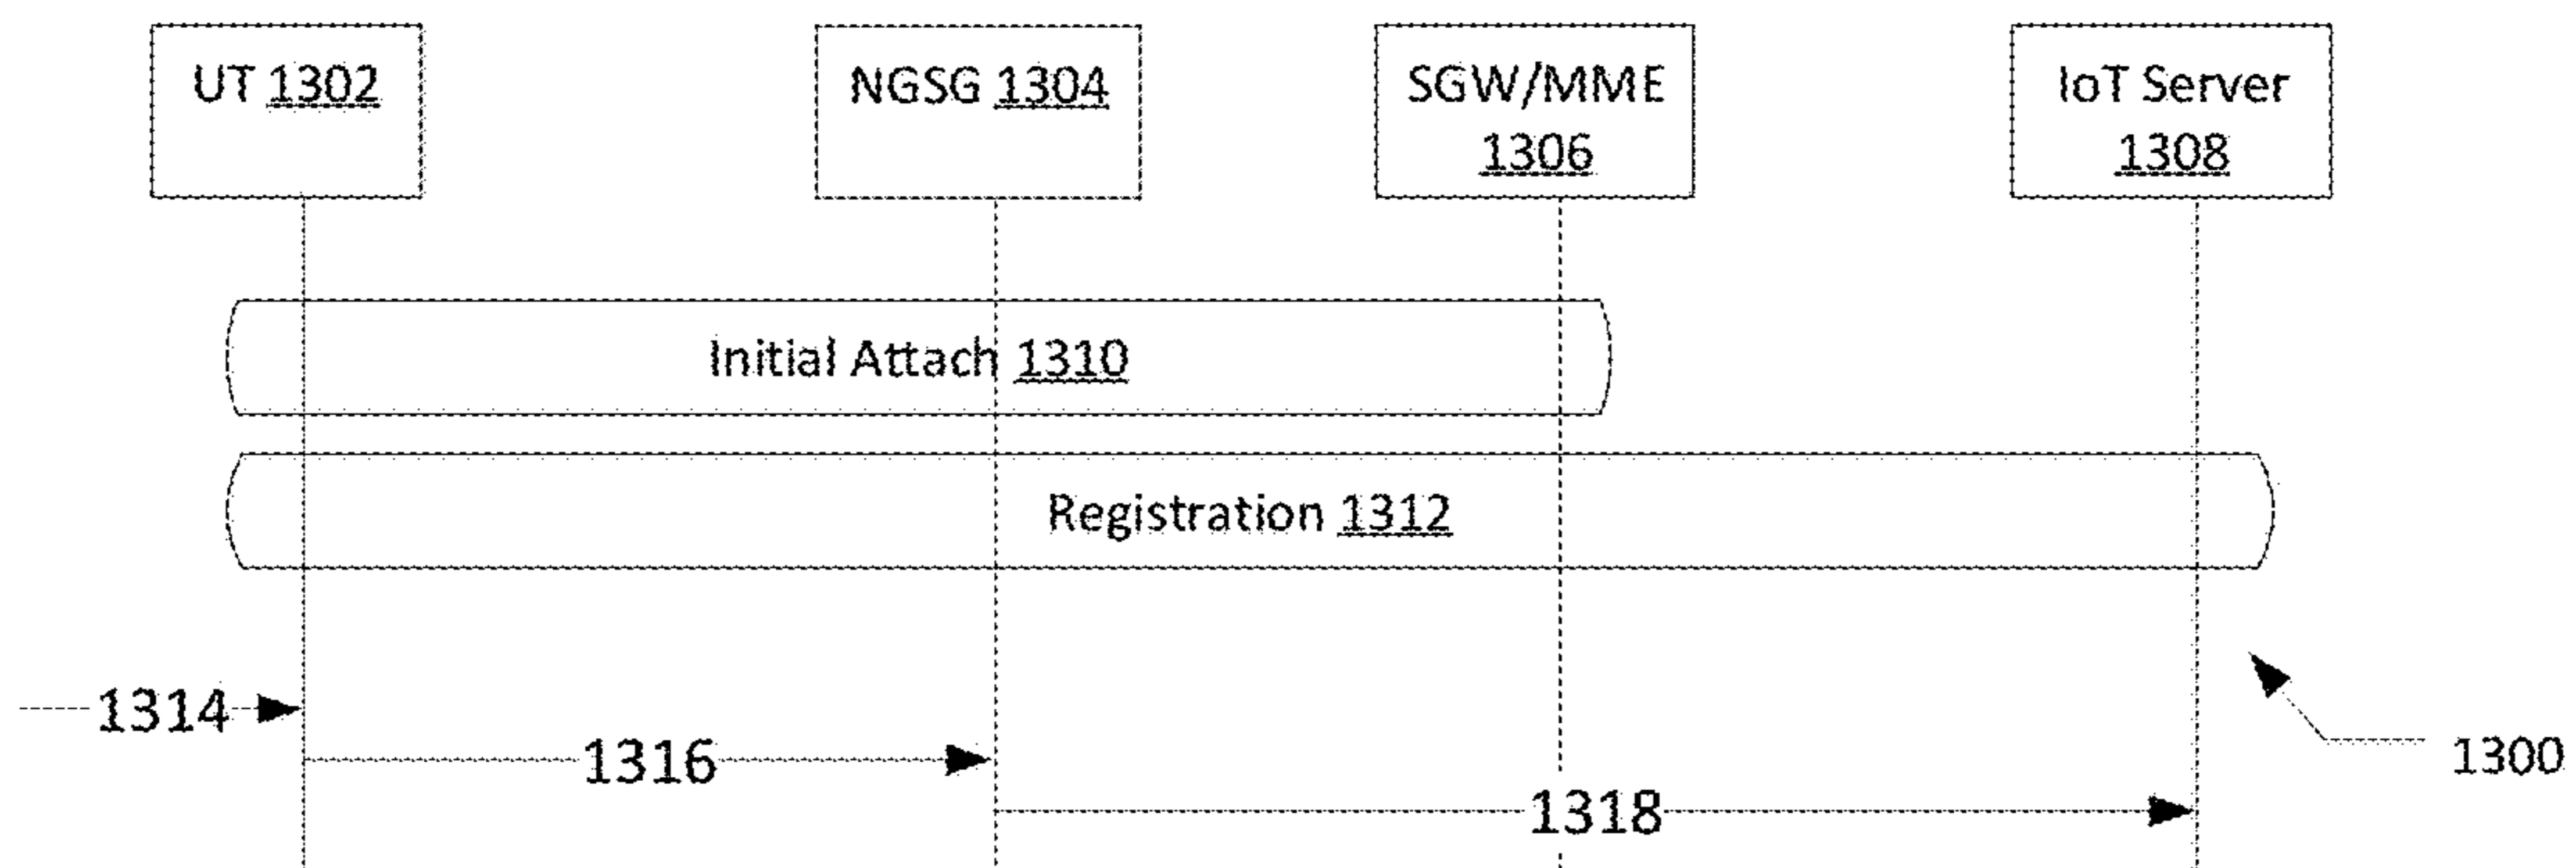 UT 1302
NGSG 1304
SGW/MME
1306
IoT Server
1308
Initial Attach 1310
Registration 1312
1314
1316
1318
1300